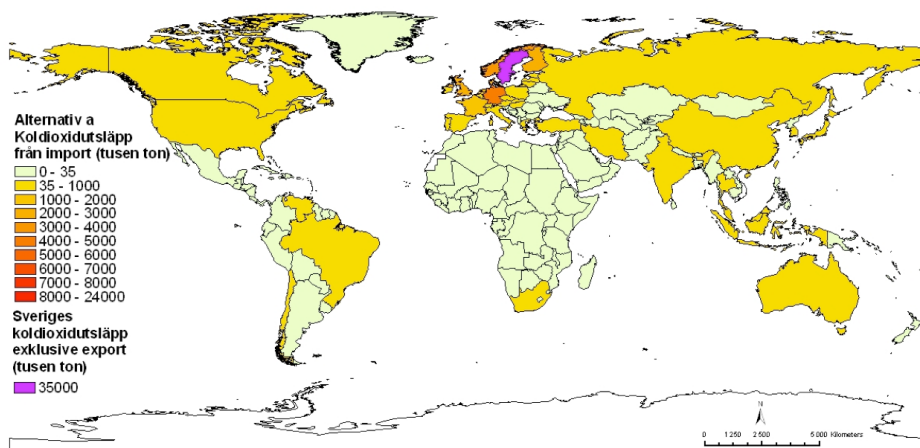 Alternativ a
Koldioxidutsläpp
från import (tusen ton)
0 - 35
35 - 1000
1000 - 2000
2000 - 3000
3000 - 4000
4000 - 5000
5000 - 6000
6000 - 7000
7000 - 8000
8000 - 24000
Sveriges
koldioxidutsläpp
exklusive export
(tusen ton)
35000
N
0 1 250 2 500 5 000 Kilometers